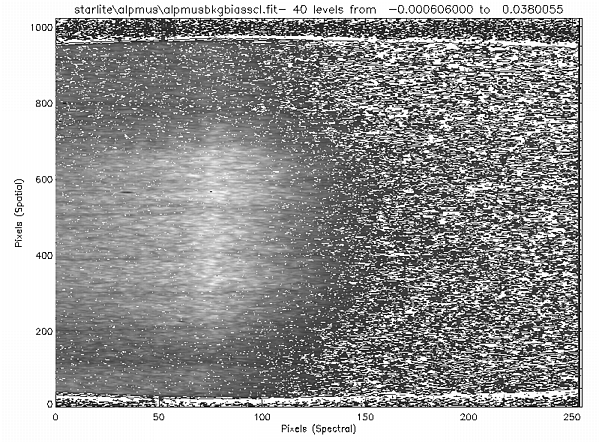 starlite\alpmus\alpmusbkgbiasscl.fit- 40 levels from -0.000606000 to 0.0380055
1000
800
600
400
200
0
Pixels (Spatial)
0 50 100 150 200 250
Pixels (Spectral)